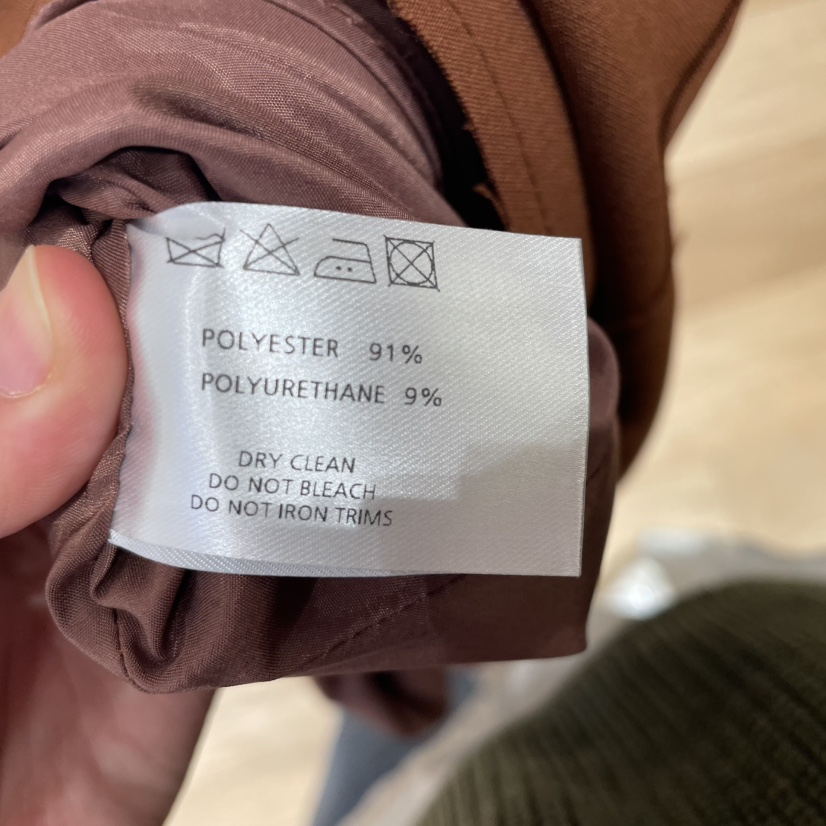 POLYESTER 91%
POLYURETHANE 9%
DRY CLEAN
DO NOT BLEACH
DO NOT IRON TRIMS